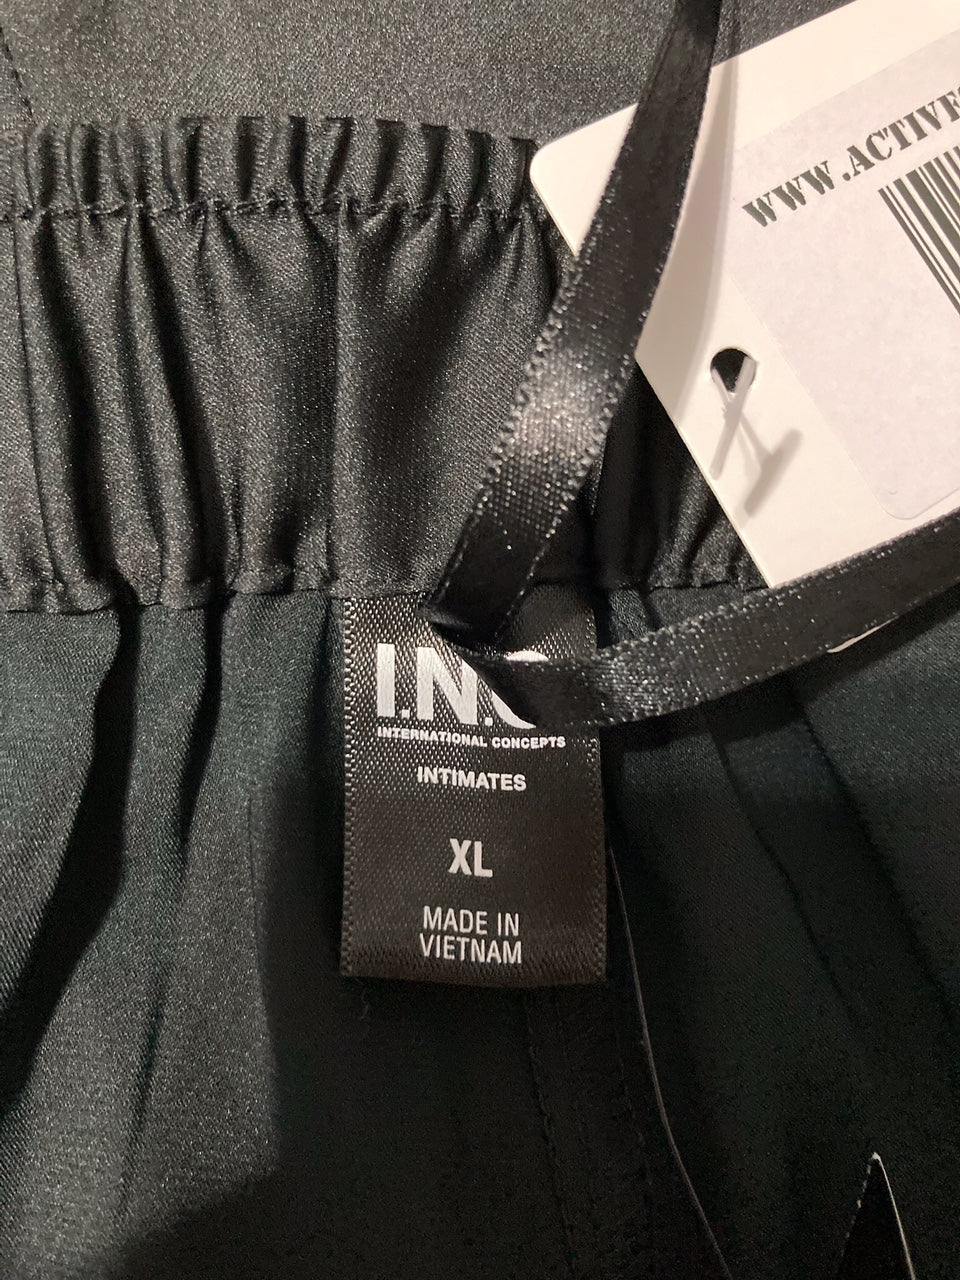 WWW.ACTIVE
I.N.
INTERNATIONAL CONCEPTS
INTIMATES
XL
MADE IN
VIETNAM